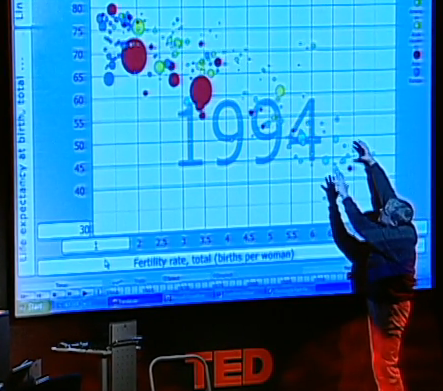 Lin
80
75
70
65
60
55
50
45
40
30
Life expectancy at birth, total ...
1994
1 2 2.5 3 3.5 4 4.5 5 5.5 6
Fertility rate, total (births per woman)
TED